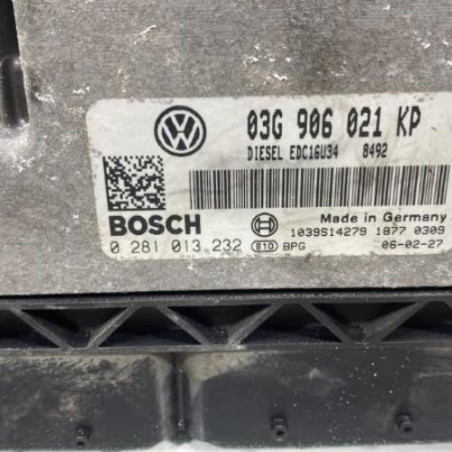 03G 906 021 KP
DIESEL EDC16U34 8492
BOSCH
Made in Germany
1039S14279 1877 0309
0 281 013 232 810 BPG 06-02-27